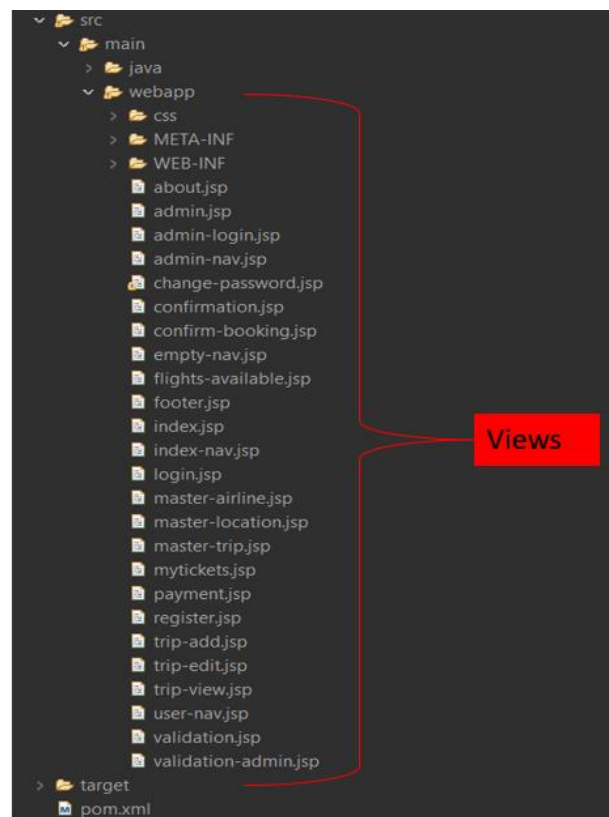 src
main
java
webapp
css
META-INF
WEB-INF
about.jsp
admin.jsp
admin-login.jsp
admin-nav.jsp
change-password.jsp
confirmation.jsp
confirm-booking.jsp
empty-nav.jsp
flights-available.jsp
footer.jsp
index.jsp
index-nav.jsp
login.jsp
master-airline.jsp
master-location.jsp
master-trip.jsp
mytickets.jsp
payment.jsp
register.jsp
trip-add.jsp
trip-edit.jsp
trip-view.jsp
user-nav.jsp
validation.jsp
validation-admin.jsp
target
pom.xml
Views